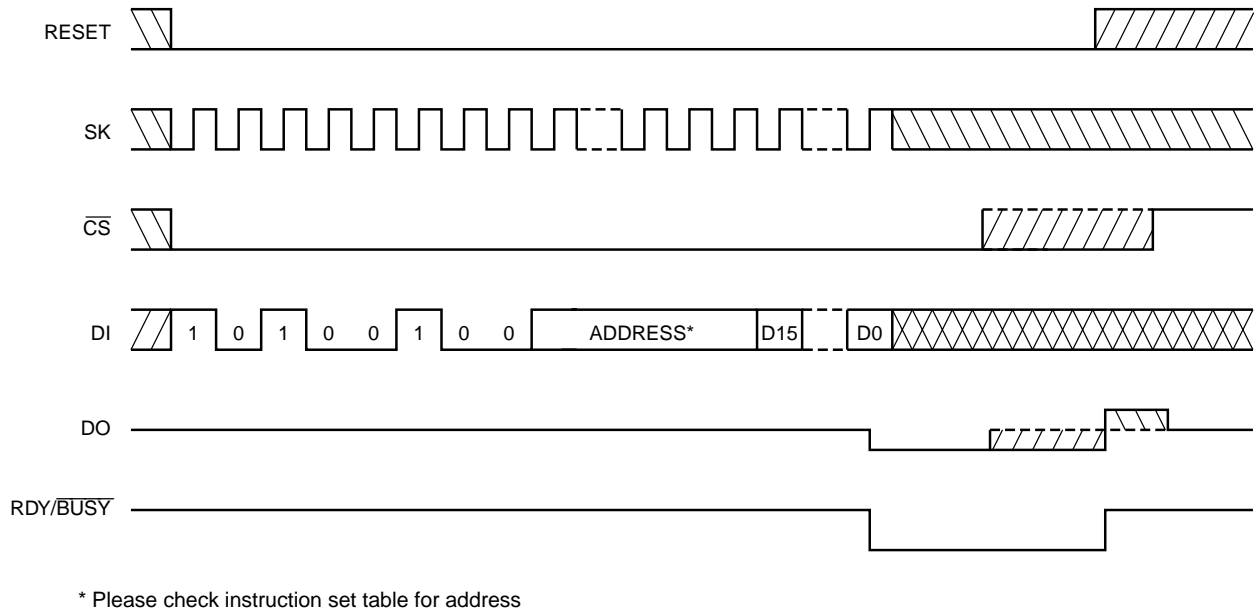 RESET
SK
CS
DI 1 0 1 0 0 1 0 0 ADDRESS* D15 D0
DO
RDY/BUSY
* Please check instruction set table for address